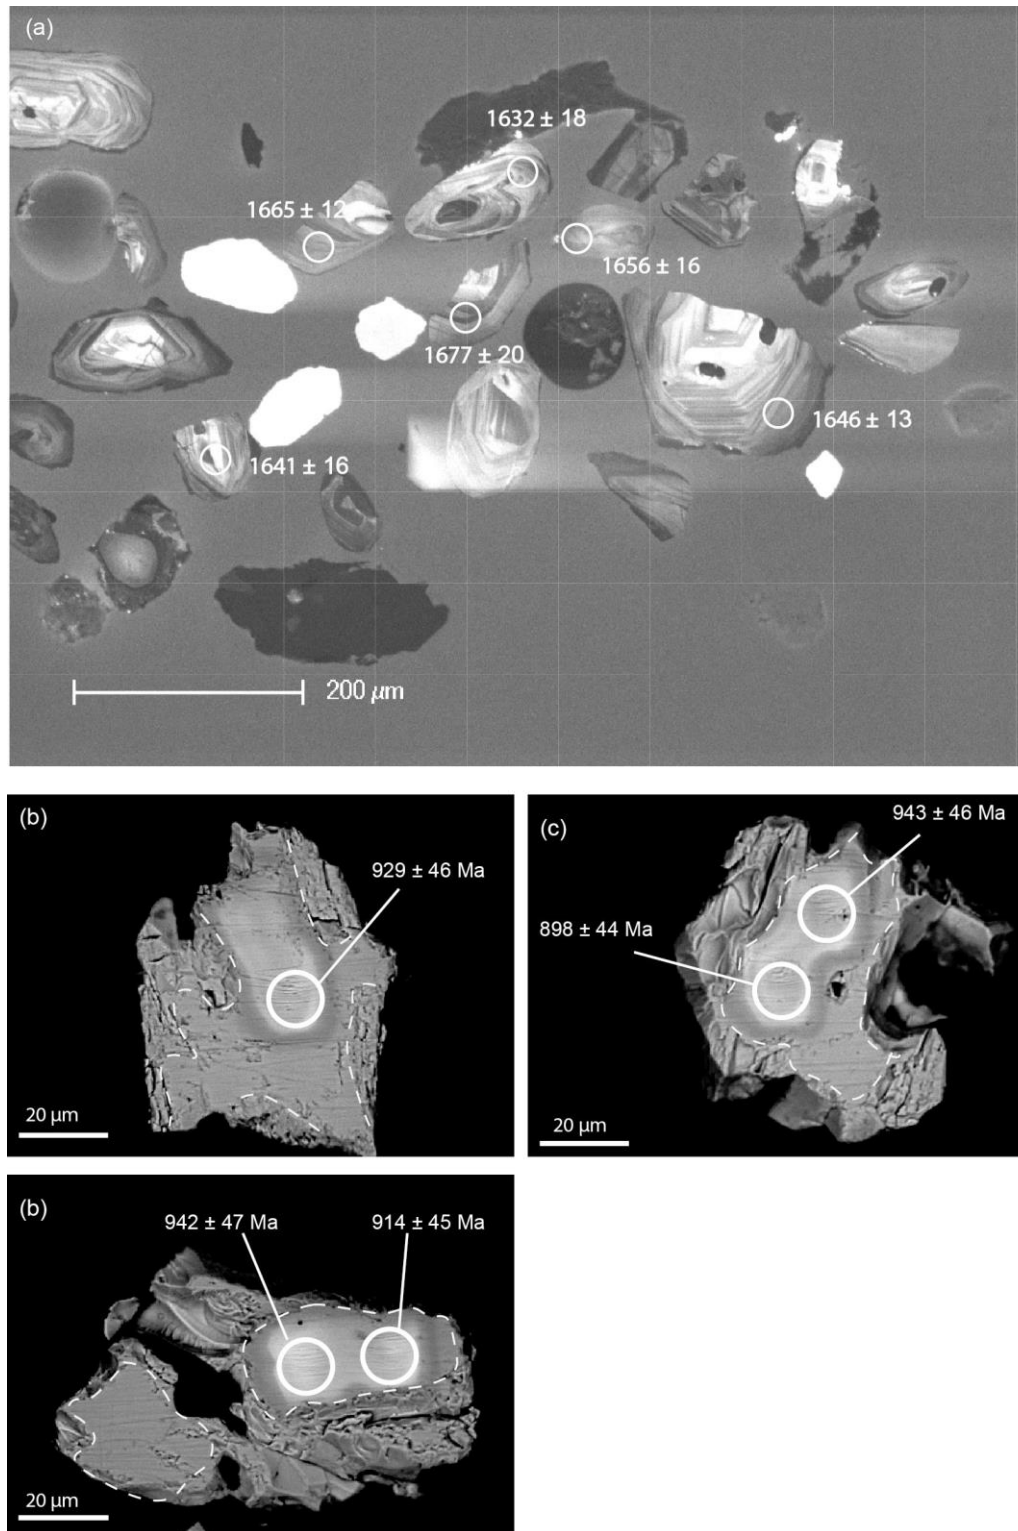 (a)
1632 ± 18
1665 ± 12
1656 ± 16
1677 ± 20
1646 ± 13
1641 ± 16
200 µm
(b)
929 ± 46 Ma
20 µm
(c)
943 ± 46 Ma
898 ± 44 Ma
20 µm
(b)
942 ± 47 Ma
914 ± 45 Ma
20 µm